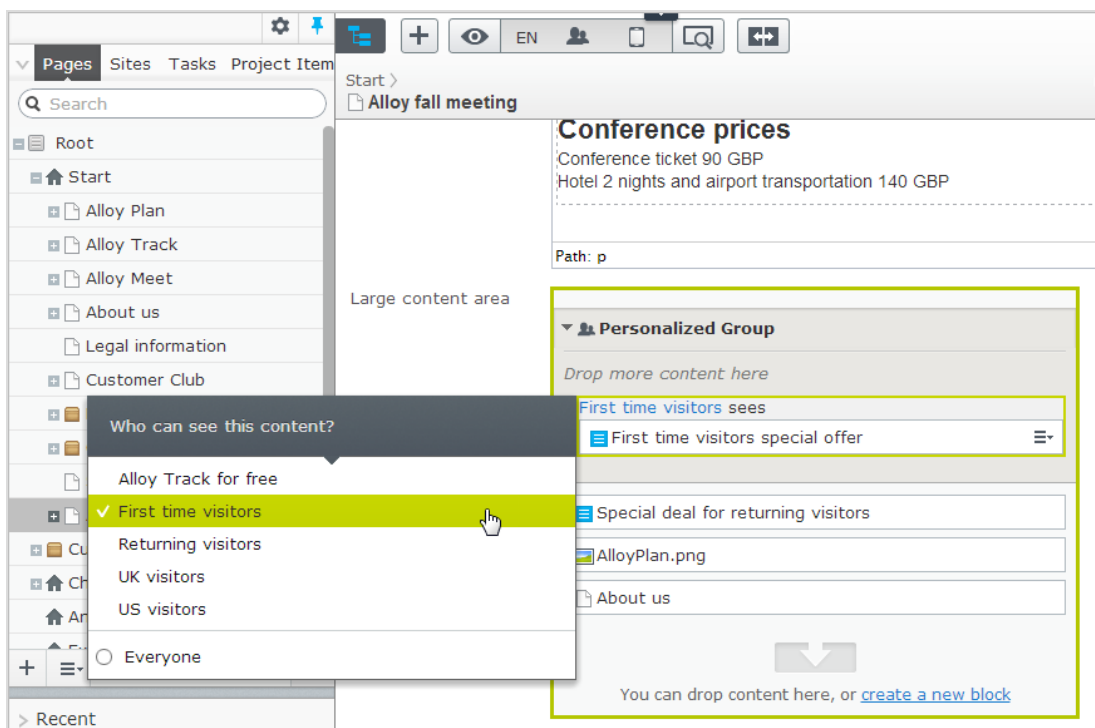 EN
Pages Sites Tasks Project Item
Search
Root
Start
Alloy Plan
Alloy Track
Alloy Meet
About us
Legal information
Customer Club
Cu
Ch
Recent
Start
Alloy fall meeting
Conference prices
Conference ticket 90 GBP
Hotel 2 nights and airport transportation 140 GBP
Path: p
Large content area
Personalized Group
Drop more content here
First time visitors sees
First time visitors special offer
Special deal for returning visitors
AlloyPlan.png
About us
You can drop content here, or create a new block
Who can see this content?
Alloy Track for free
First time visitors
Returning visitors
UK visitors
US visitors
Everyone